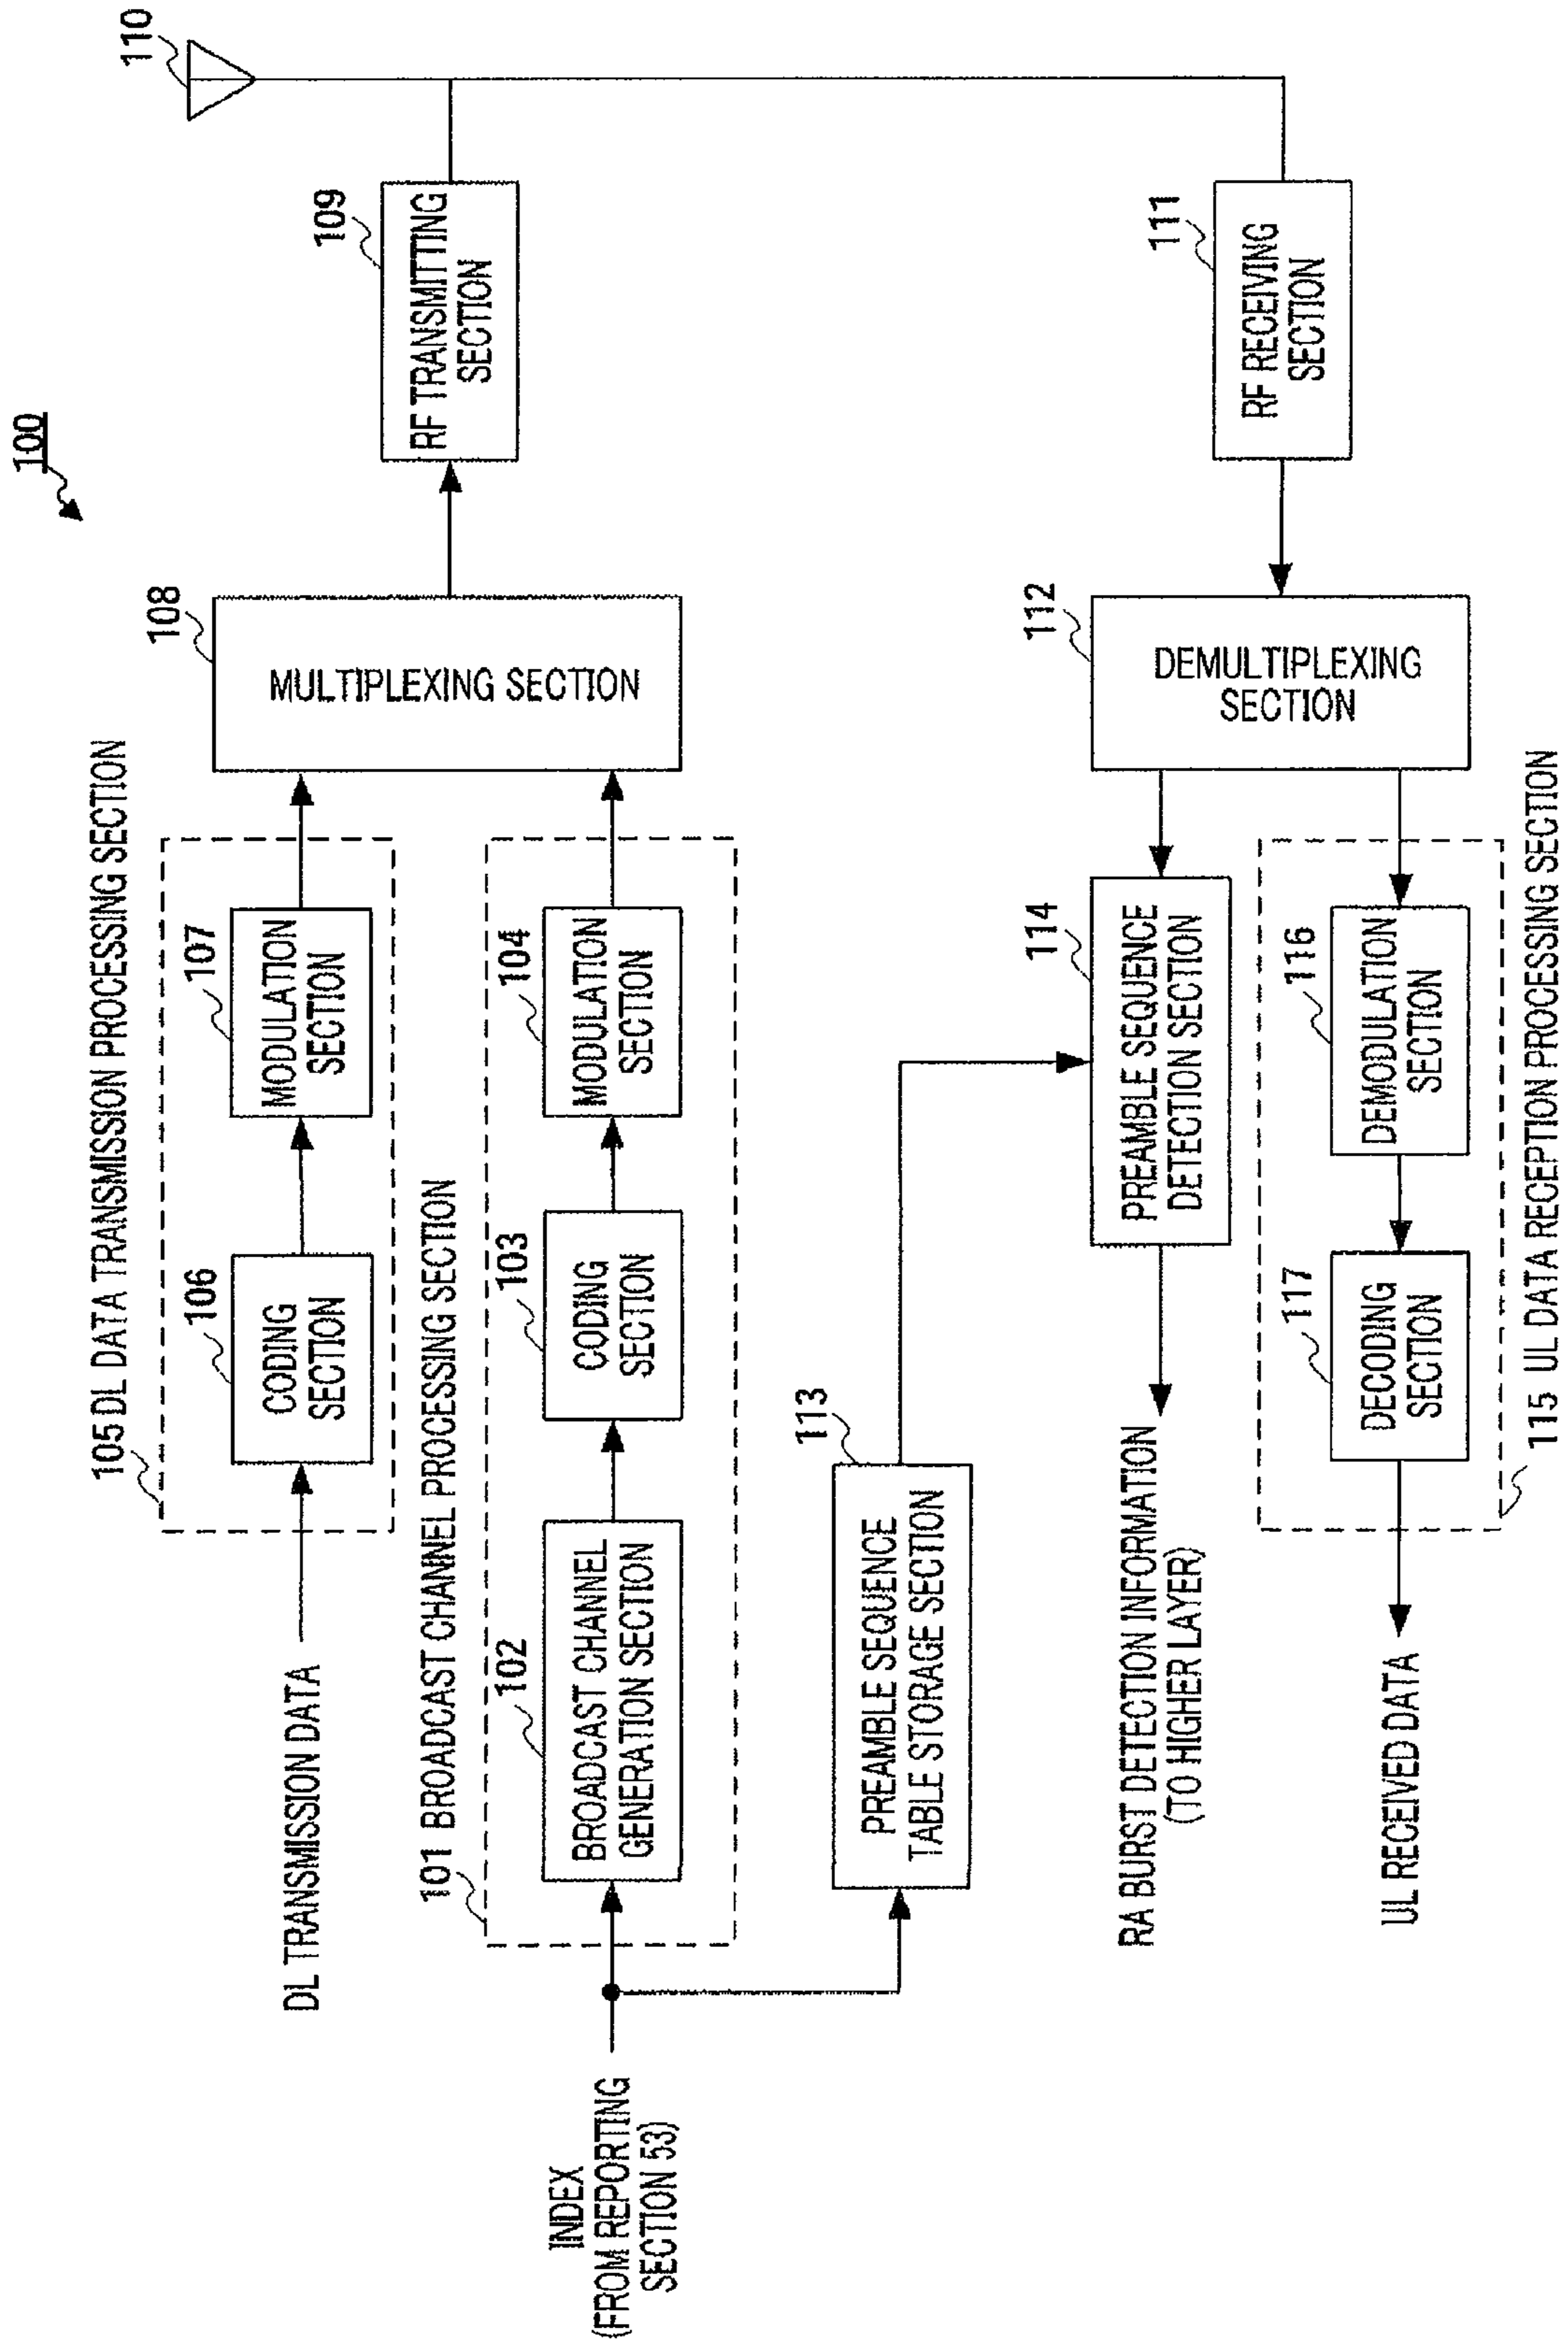 100
110
105 DL DATA TRANSMISSION PROCESSING SECTION
DL TRANSMISSION DATA
106
CODING
SECTION
107
MODULATION
SECTION
108
MULTIPLEXING SECTION
109
RF TRANSMITTING
SECTION
101 BROADCAST CHANNEL PROCESSING SECTION
INDEX
(FROM REPORTING
SECTION 53)
102
BROADCAST CHANNEL
GENERATION SECTION
103
CODING
SECTION
104
MODULATION
SECTION
113
PREAMBLE SEQUENCE
TABLE STORAGE SECTION
114
PREAMBLE SEQUENCE
DETECTION SECTION
112
DEMULTIPLEXING
SECTION
111
RF RECEIVING
SECTION
RA BURST DETECTION INFORMATION
(TO HIGHER LAYER)
UL RECEIVED DATA
117
DECODING
SECTION
116
DEMODULATION
SECTION
115 UL DATA RECEPTION PROCESSING SECTION